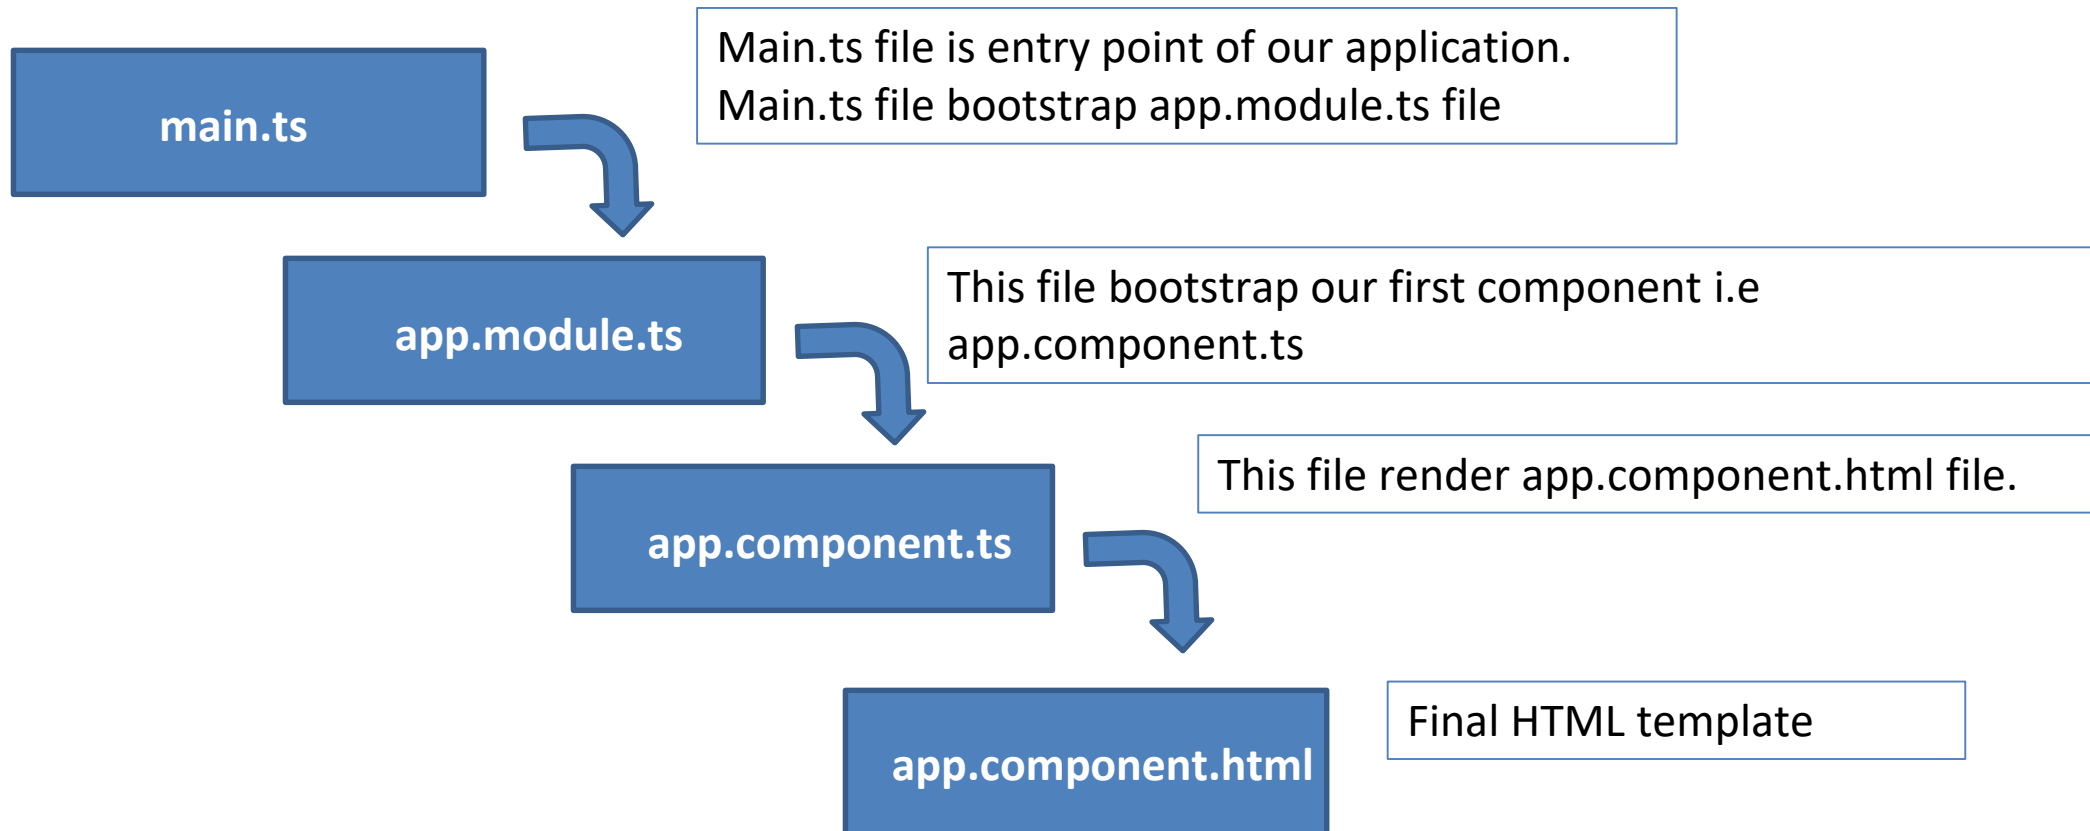 main.ts
Main.ts file is entry point of our application.
Main.ts file bootstrap app.module.ts file
app.module.ts
This file bootstrap our first component i.e
app.component.ts
app.component.ts
This file render app.component.html file.
app.component.html
Final HTML template